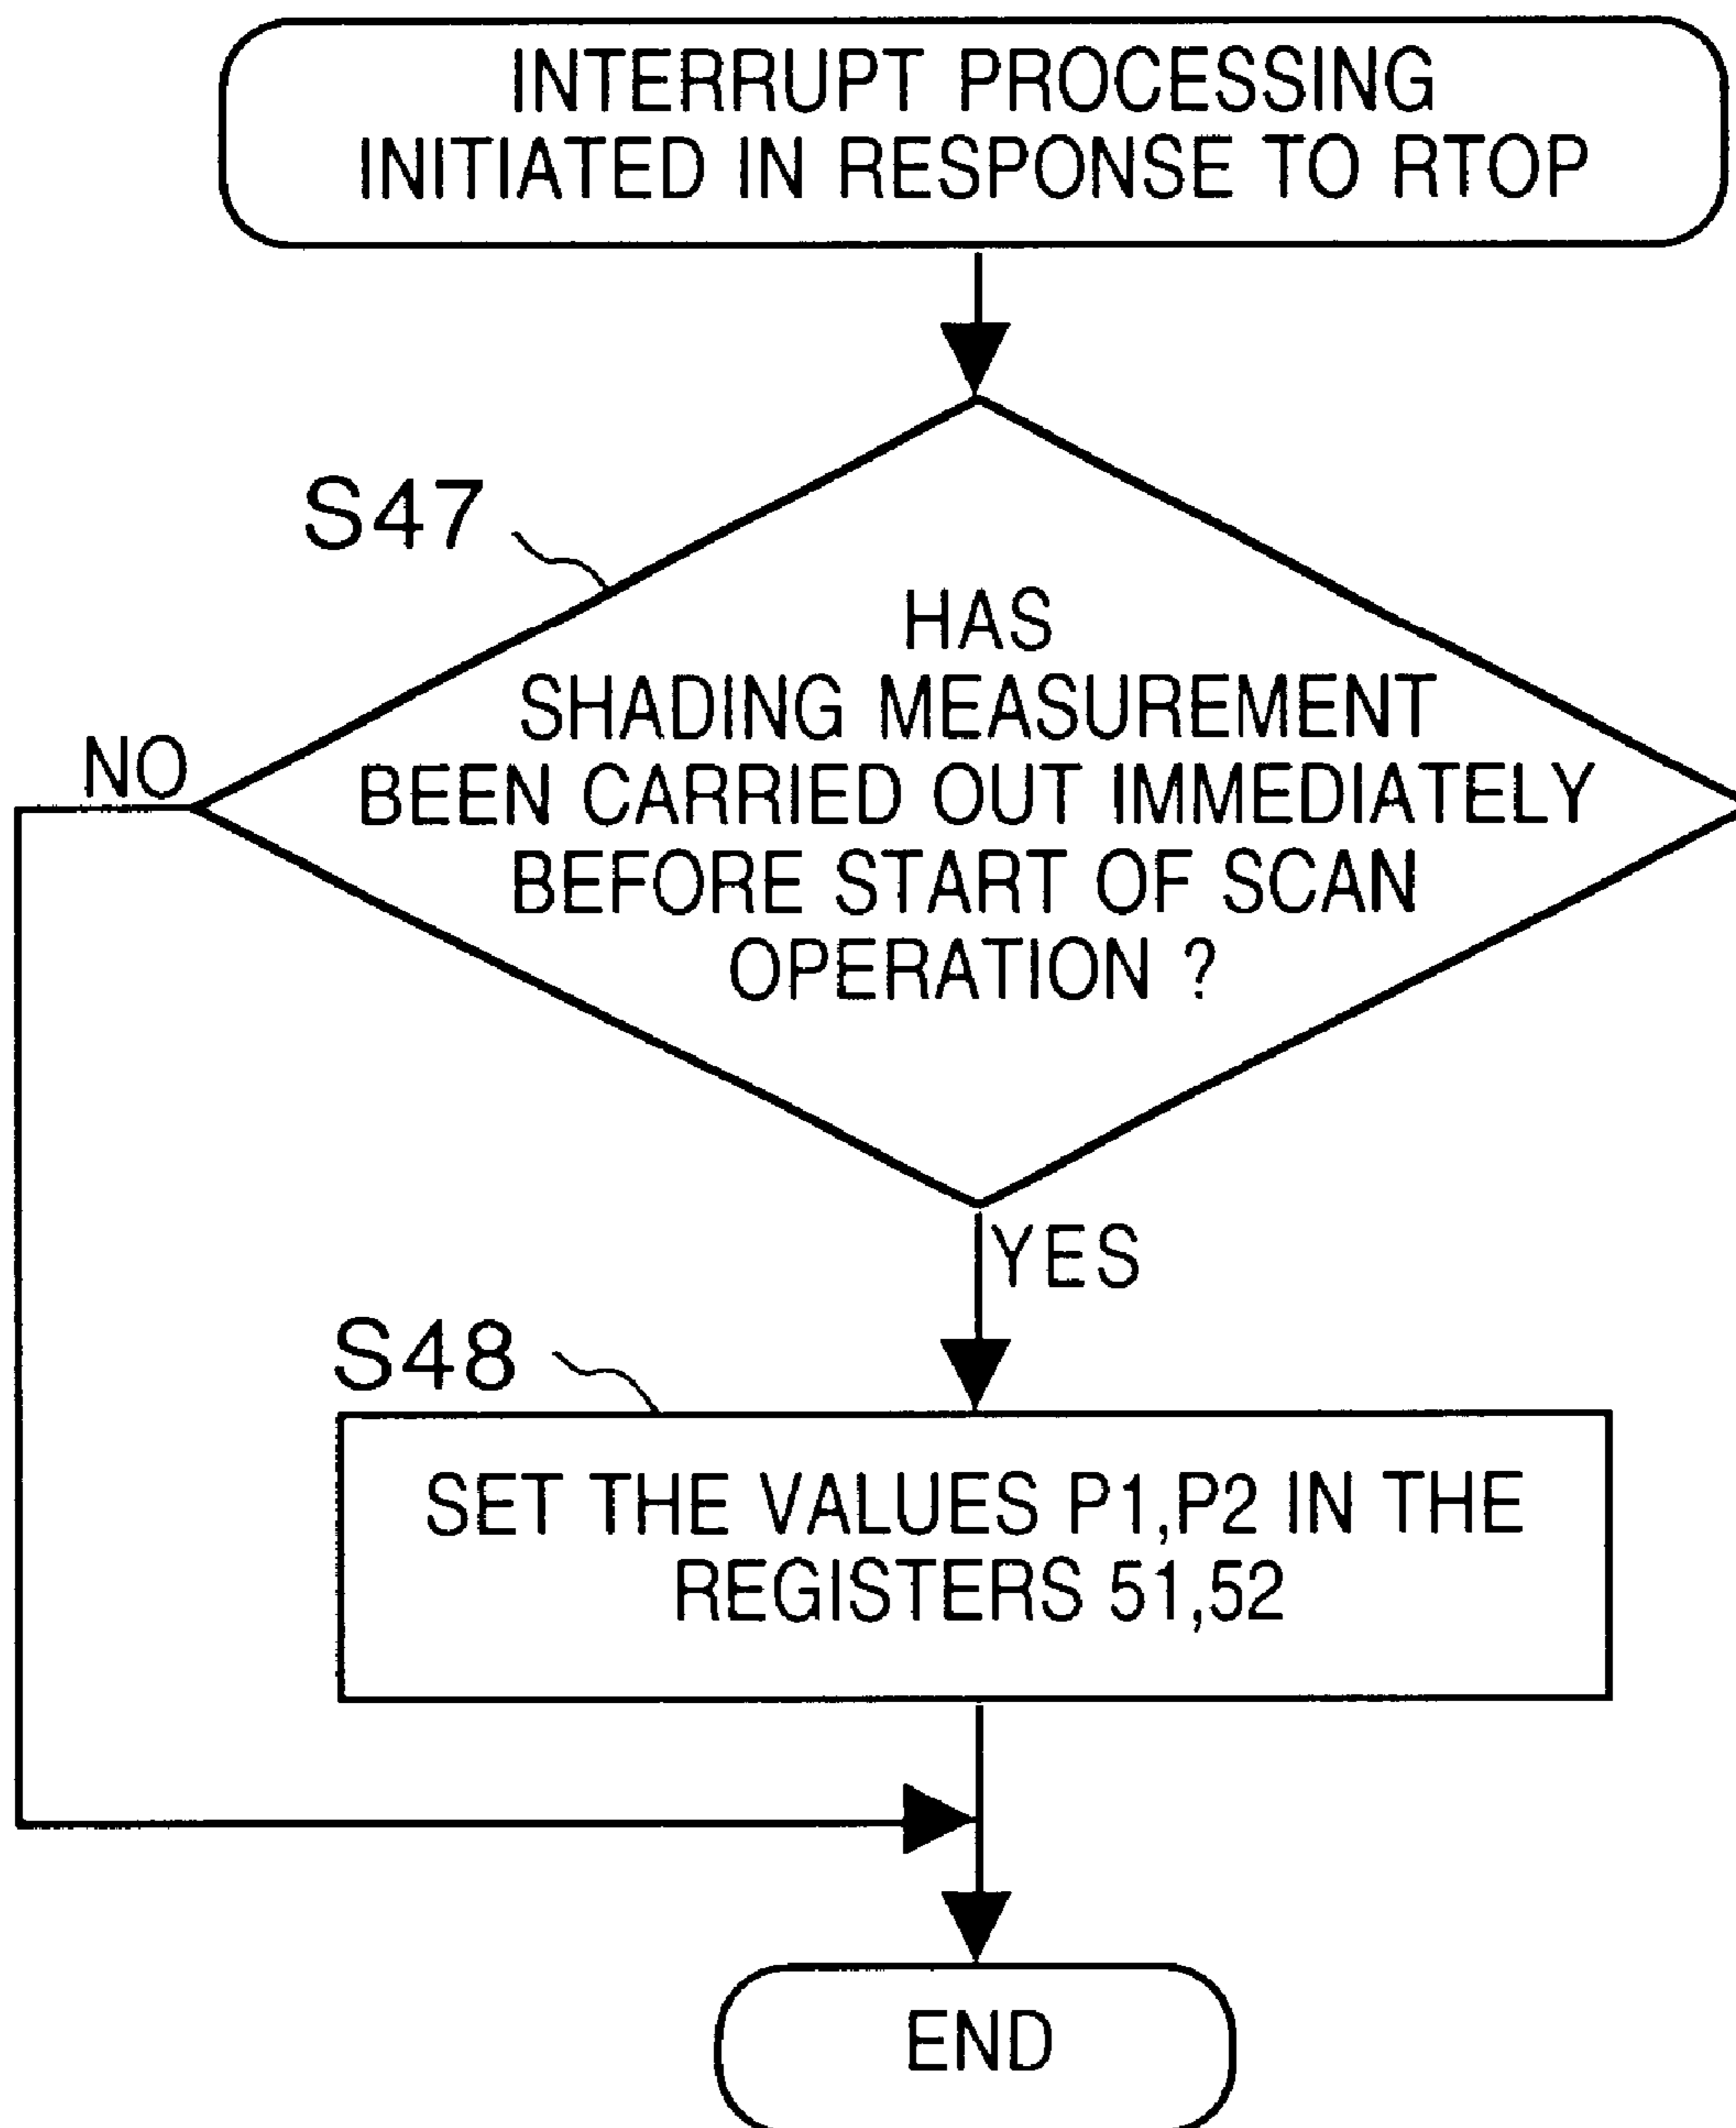 INTERRUPT PROCESSING
INITIATED IN RESPONSE TO RTOP
S47
HAS
SHADING MEASUREMENT
NO
BEEN CARRIED OUT IMMEDIATELY
BEFORE START OF SCAN
OPERATION ?
YES
S48
SET THE VALUES P1,P2 IN THE
REGISTERS 51,52
END